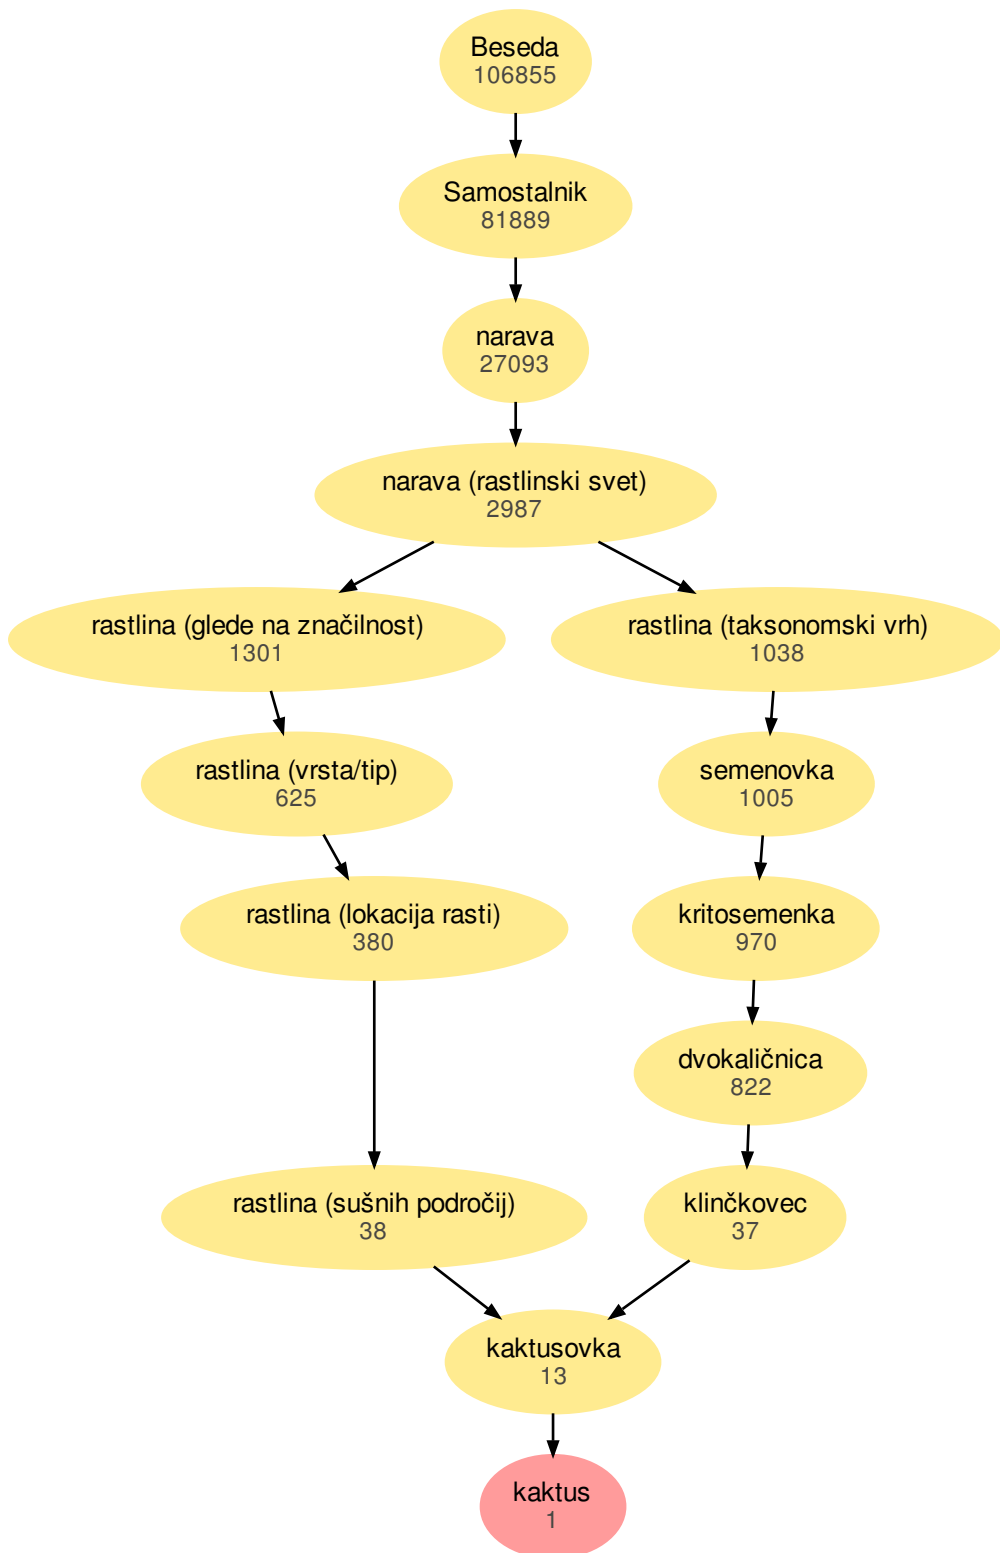 Beseda
106855
Samostalnik
81889
narava
27093
narava (rastlinski svet)
2987
rastlina (glede na značilnost)
1301
rastlina (taksonomski vrh)
1038
rastlina (vrsta/tip)
625
semenovka
1005
rastlina (lokacija rasti)
380
kritosemenka
970
dvokaličnica
822
rastlina (sušnih področij)
38
klinčkovec
37
kaktusovka
13
kaktus
1